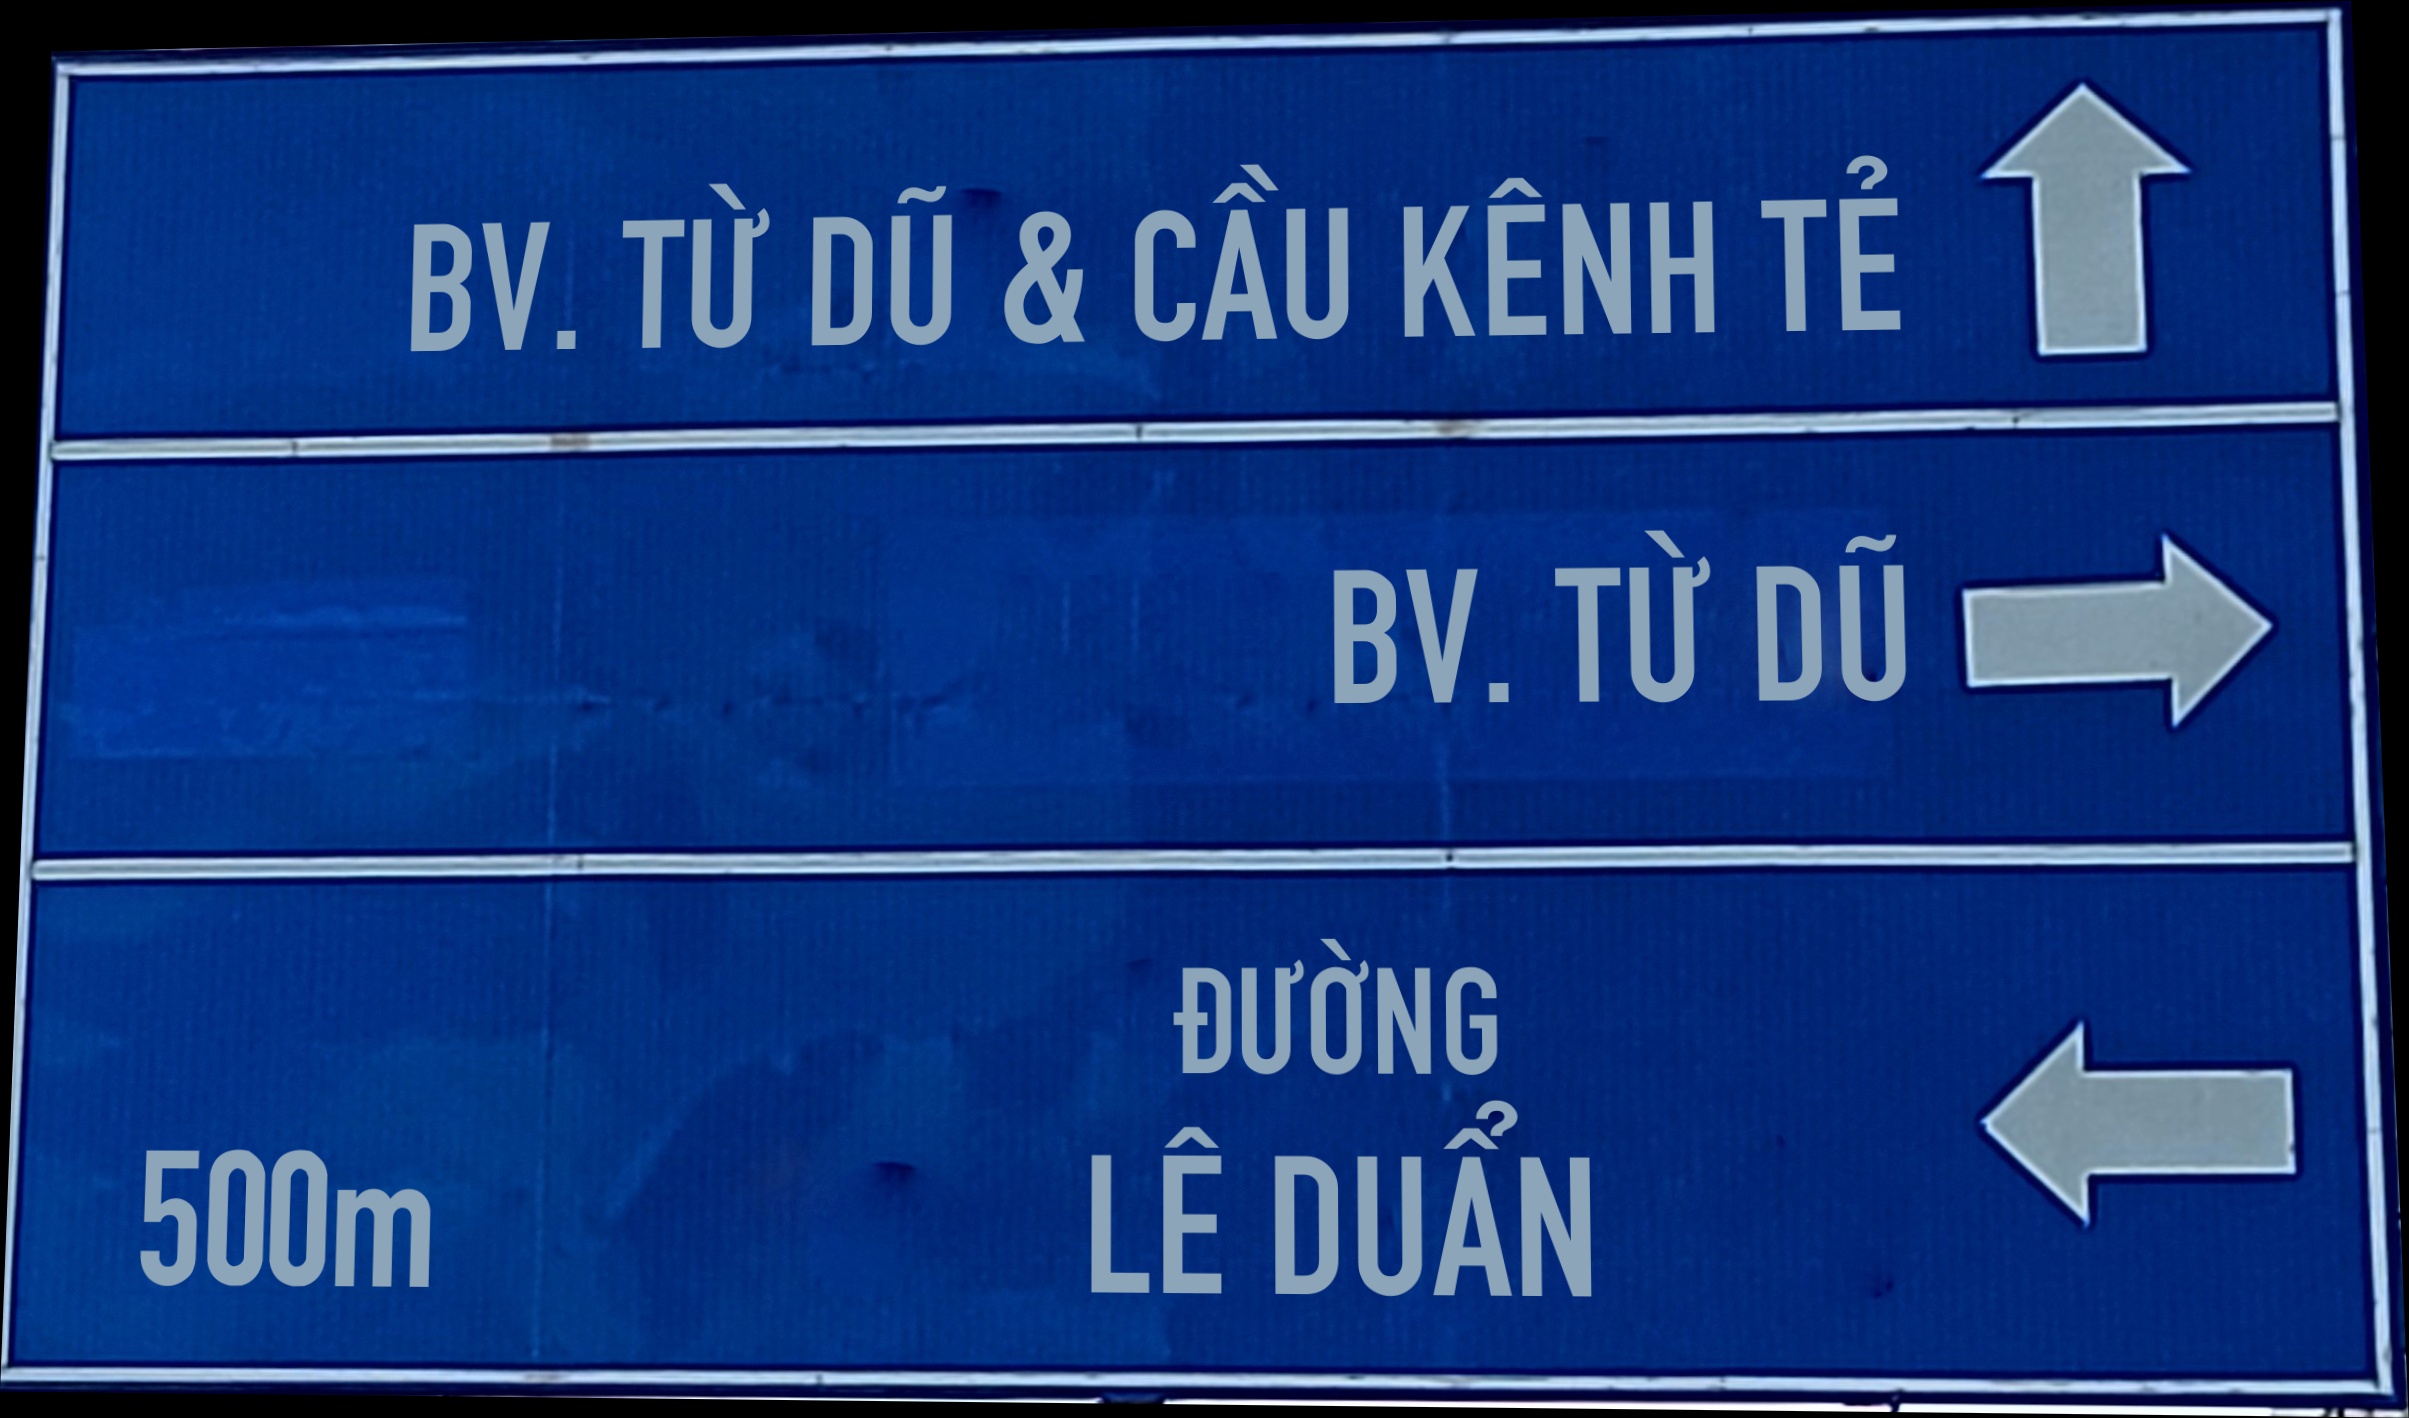 BV. TỪ DŨ & CẦU KÊNH TẺ
BV. TỪ DŨ
ĐƯỜNG
LÊ DUẨN
500m